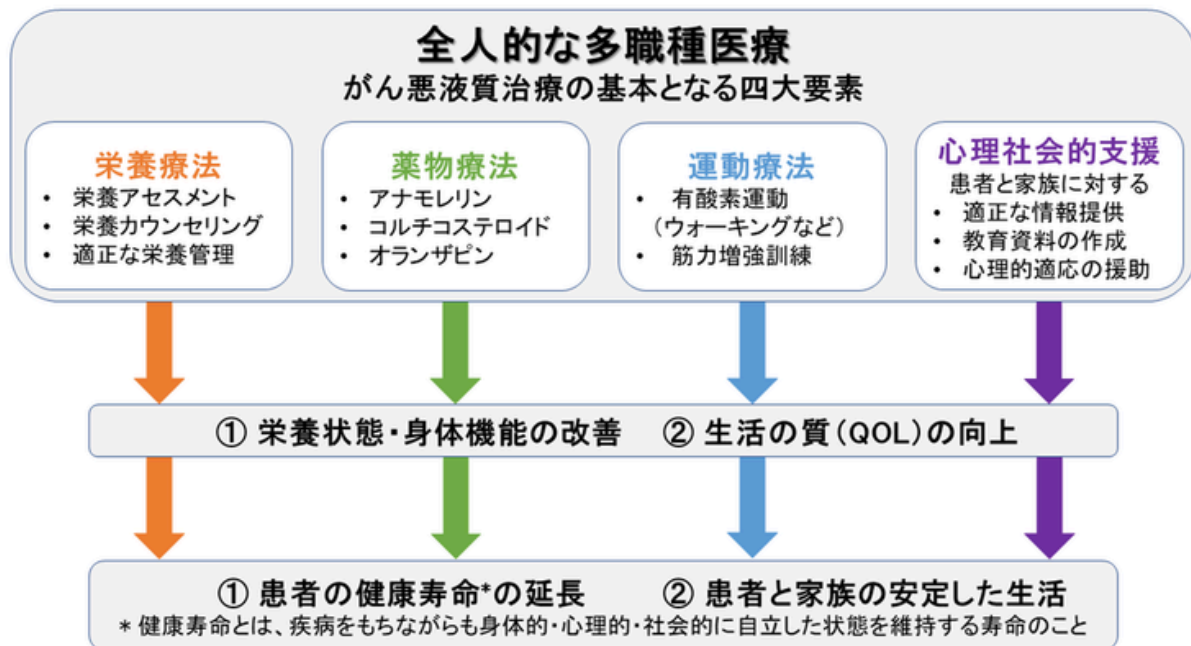 全人的な多職種医療
がん悪液質治療の基本となる四大要素
栄養療法
• 栄養アセスメント
• 栄養カウンセリング
• 適正な栄養管理
薬物療法
• アナモレリン
• コルチコステロイド
• オランザピン
運動療法
• 有酸素運動
(ウォーキングなど)
• 筋力増強訓練
心理社会的支援
患者と家族に対する
• 適正な情報提供
• 教育資料の作成
• 心理的適応の援助
① 栄養状態・身体機能の改善 ② 生活の質(QOL)の向上
① 患者の健康寿命*の延長 ② 患者と家族の安定した生活
* 健康寿命とは、疾病をもちながらも身体的・心理的・社会的に自立した状態を維持する寿命のこと